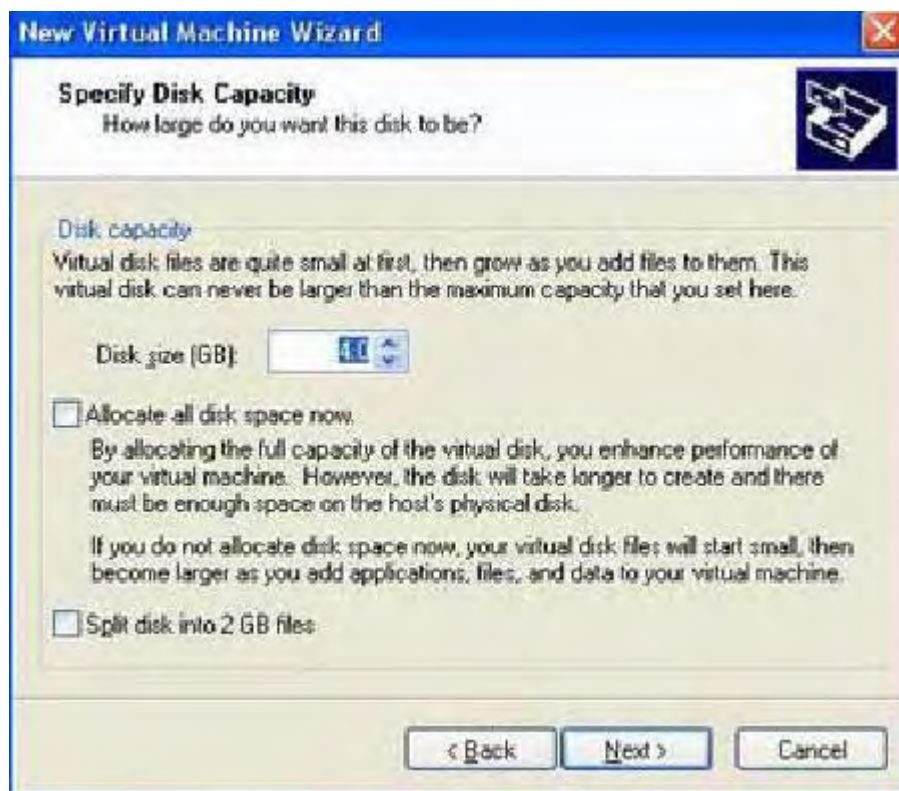 New Virtual Machine Wizard
Specify Disk Capacity
How large do you want this disk to be?
Disk capacity
Virtual disk files are quite small at first, then grow as you add files to them. This
virtual disk can never be larger than the maximum capacity that you set here.
Disk size (GB): 4.0
Allocate all disk space now.
By allocating the full capacity of the virtual disk, you enhance performance of
your virtual machine. However, the disk will take longer to create and there
must be enough space on the host's physical disk.
If you do not allocate disk space now, your virtual disk files will start small, then
become larger as you add applications, files, and data to your virtual machine.
Split disk into 2 GB files
< Back Next > Cancel